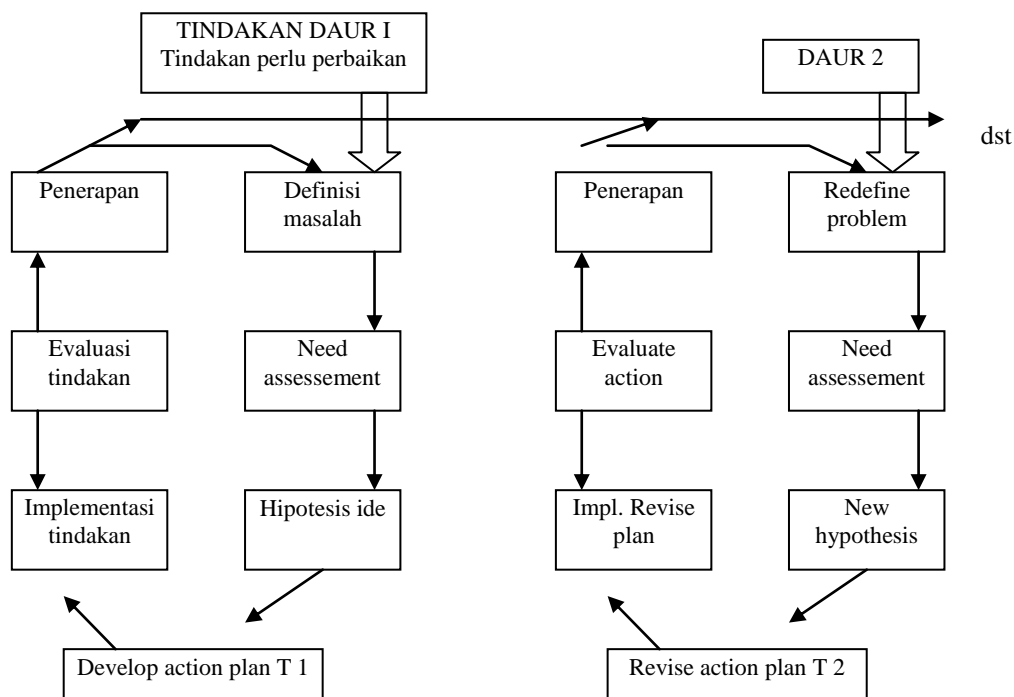 TINDAKAN DAUR I
Tindakan perlu perbaikan
DAUR 2
dst
Penerapan
Definisi
masalah
Penerapan
Redefine
problem
Evaluasi
tindakan
Need
assessement
Evaluate
action
Need
assessement
Implementasi
tindakan
Hipotesis ide
Impl. Revise
plan
New
hypothesis
Develop action plan T 1
Revise action plan T 2